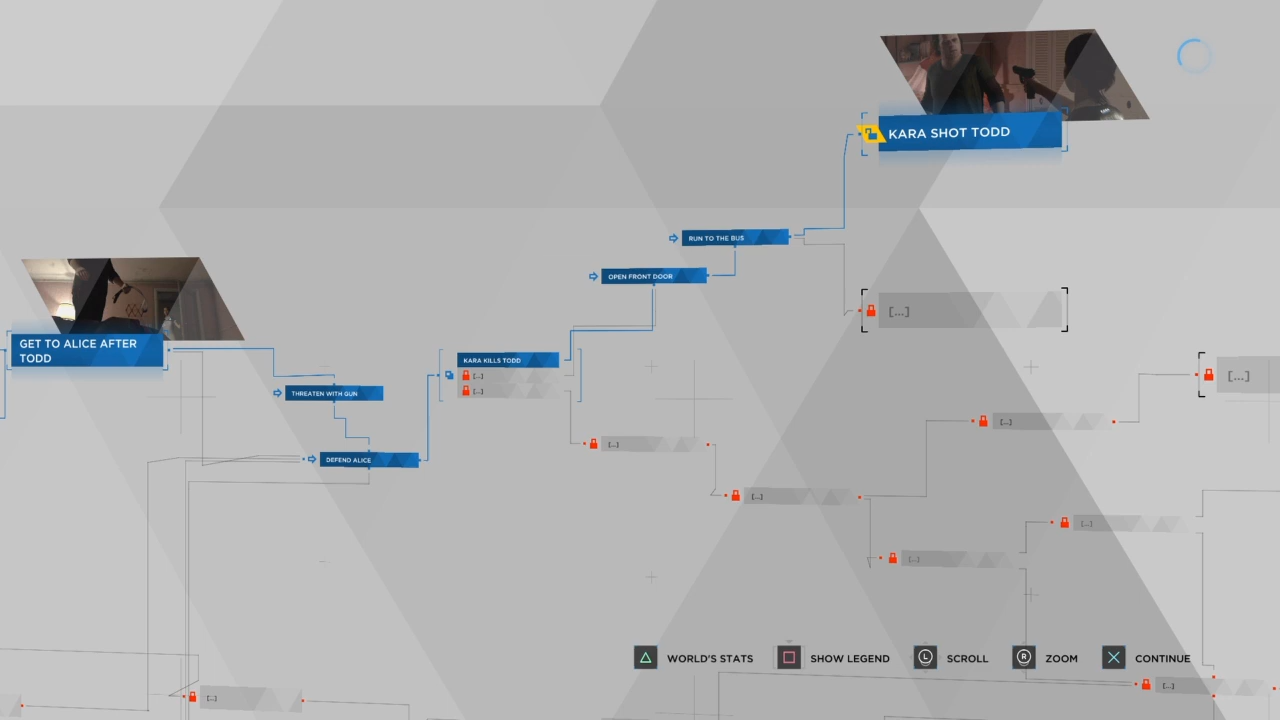 KARA SHOT TODD
RUN TO THE BUS
OPEN FRONT DOOR
[...]
GET TO ALICE AFTER
TODD
KARA KILLS TODD
[...]
[...]
[...]
THREATEN WITH GUN
[...]
[...]
DEFEND ALICE
[...]
[...]
[...]
WORLD'S STATS
SHOW LEGEND
L
SCROLL
R
ZOOM
CONTINUE
[...]
[...]